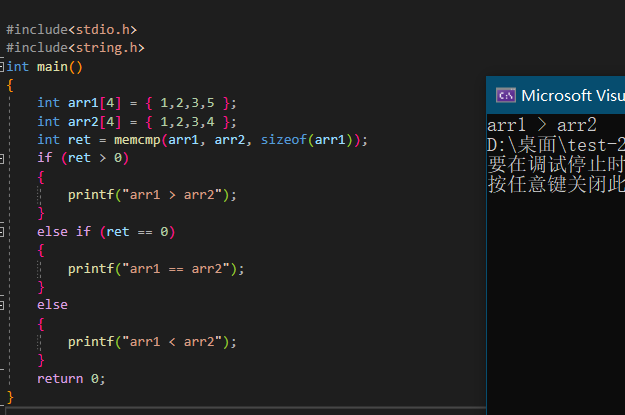 #include<stdio.h>
#include<string.h>
int main()
{
    int arr1[4] = { 1,2,3,5 };
    int arr2[4] = { 1,2,3,4 };
    int ret = memcmp(arr1, arr2, sizeof(arr1));
    if (ret > 0)
    {
        printf("arr1 > arr2");
    }
    else if (ret == 0)
    {
        printf("arr1 == arr2");
    }
    else
    {
        printf("arr1 < arr2");
    }
    return 0;
}
Microsoft Visu
arr1 > arr2
D:\桌面\test-2
要在调试停止时
按任意键关闭此